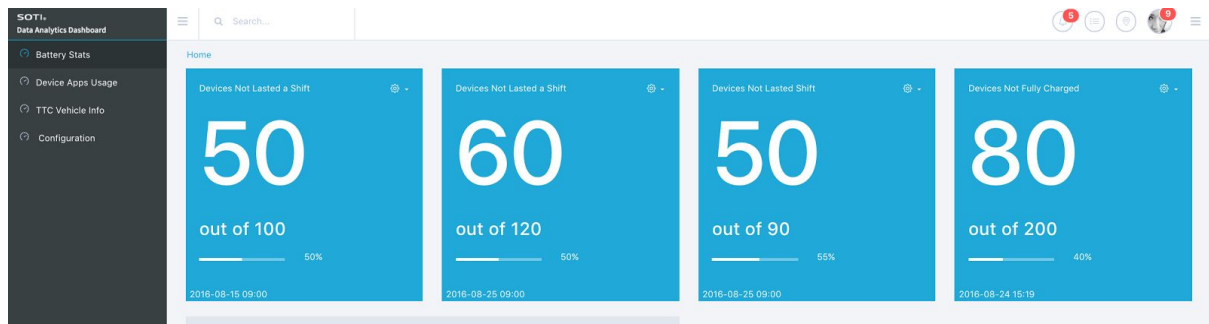 SOTI.
Data Analytics Dashboard
Battery Stats
Device Apps Usage
TTC Vehicle Info
Configuration
Search...
5
9
Home
Devices Not Lasted a Shift
50
out of 100
50%
2016-08-15 09:00
Devices Not Lasted a Shift
60
out of 120
50%
2016-08-25 09:00
Devices Not Lasted Shift
50
out of 90
55%
2016-08-25 09:00
Devices Not Fully Charged
80
out of 200
40%
2016-08-24 15:19